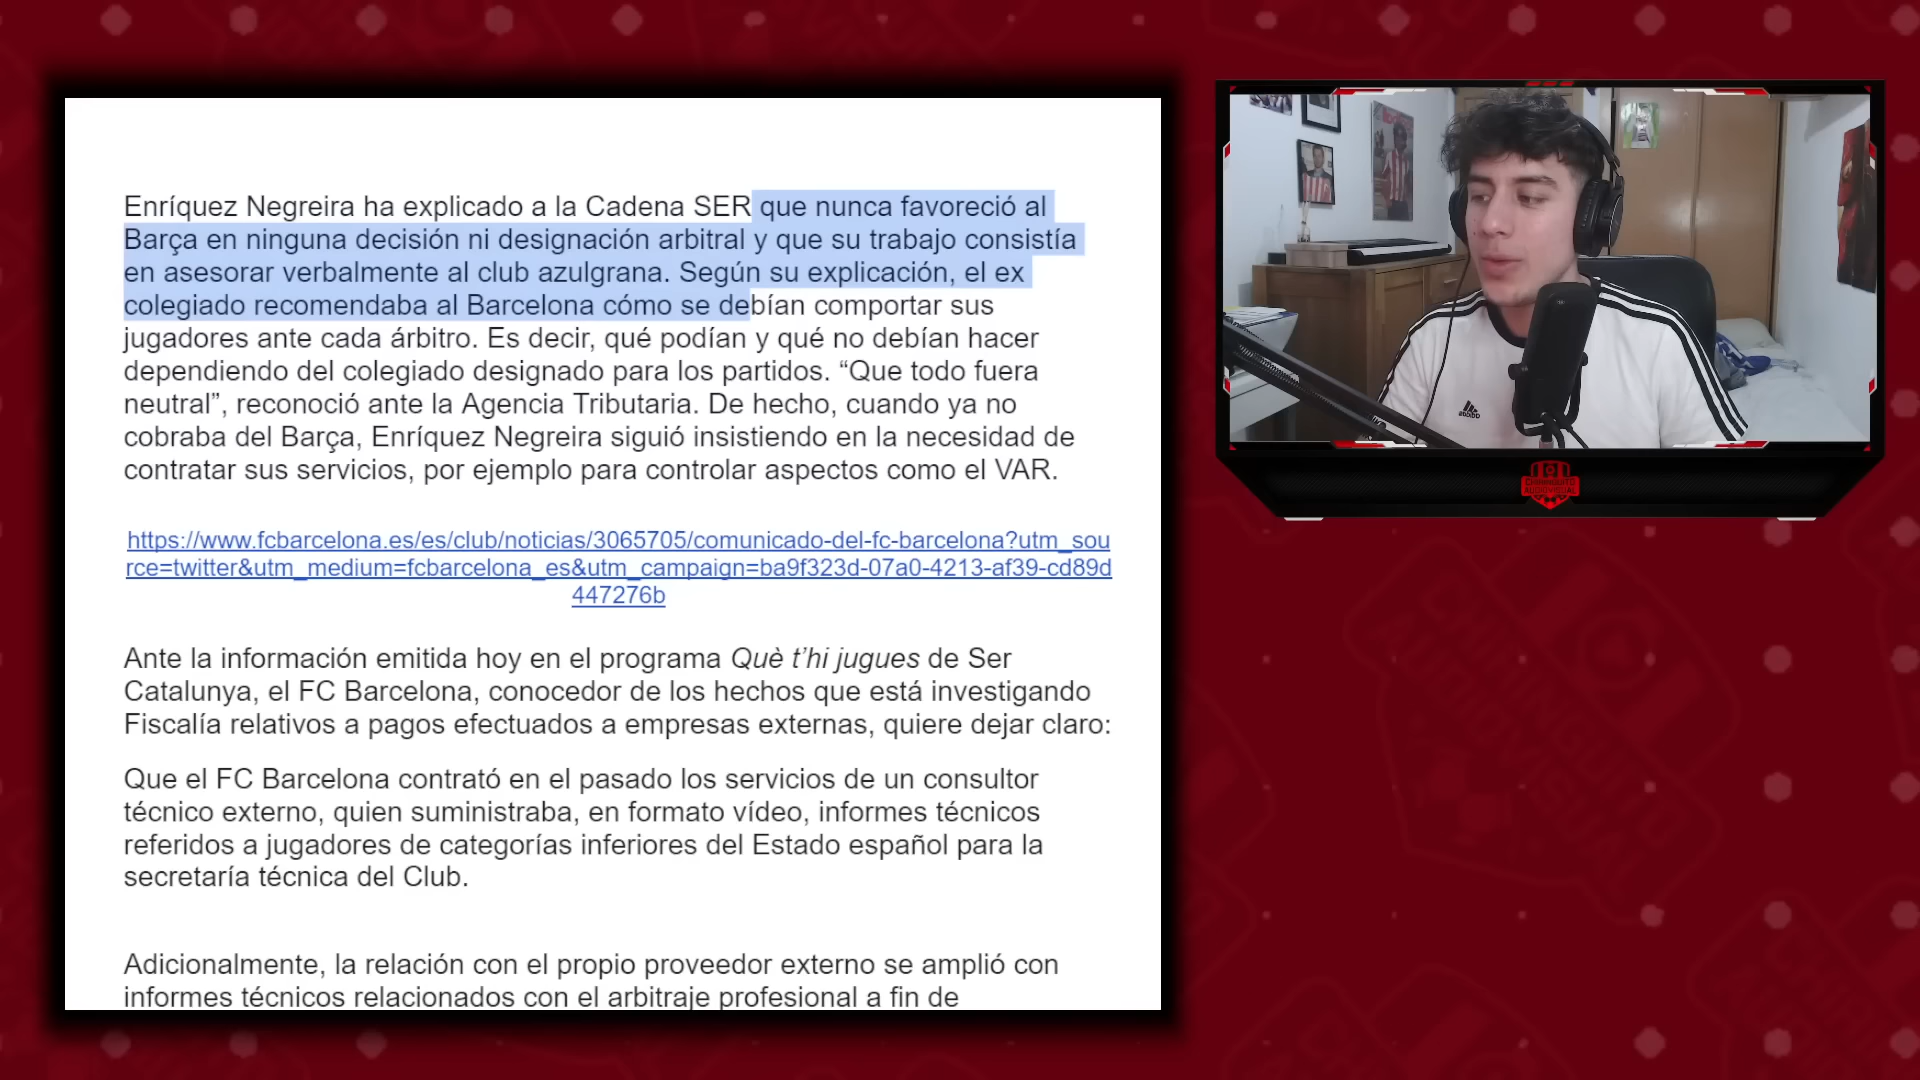 Enríquez Negreira ha explicado a la Cadena SER que nunca favoreció al
Barça en ninguna decisión ni designación arbitral y que su trabajo consistía
en asesorar verbalmente al club azulgrana. Según su explicación, el ex
colegiado recomendaba al Barcelona cómo se debían comportar sus
jugadores ante cada árbitro. Es decir, qué podían y qué no debían hacer
dependiendo del colegiado designado para los partidos. “Que todo fuera
neutral”, reconoció ante la Agencia Tributaria. De hecho, cuando ya no
cobraba del Barça, Enríquez Negreira siguió insistiendo en la necesidad de
contratar sus servicios, por ejemplo para controlar aspectos como el VAR.
https://www.fcbarcelona.es/es/club/noticias/3065705/comunicado-del-fc-barcelona?utm_sou
rce=twitter&utm_medium=fcbarcelona_es&utm_campaign=ba9f323d-07a0-4213-af39-cd89d
447276b
Ante la información emitida hoy en el programa Què t’hi jugues de Ser
Catalunya, el FC Barcelona, conocedor de los hechos que está investigando
Fiscalía relativos a pagos efectuados a empresas externas, quiere dejar claro:
Que el FC Barcelona contrató en el pasado los servicios de un consultor
técnico externo, quien suministraba, en formato vídeo, informes técnicos
referidos a jugadores de categorías inferiores del Estado español para la
secretaría técnica del Club.
Adicionalmente, la relación con el propio proveedor externo se amplió con
informes técnicos relacionados con el arbitraje profesional a fin de
adidas
CHIRINGUITO